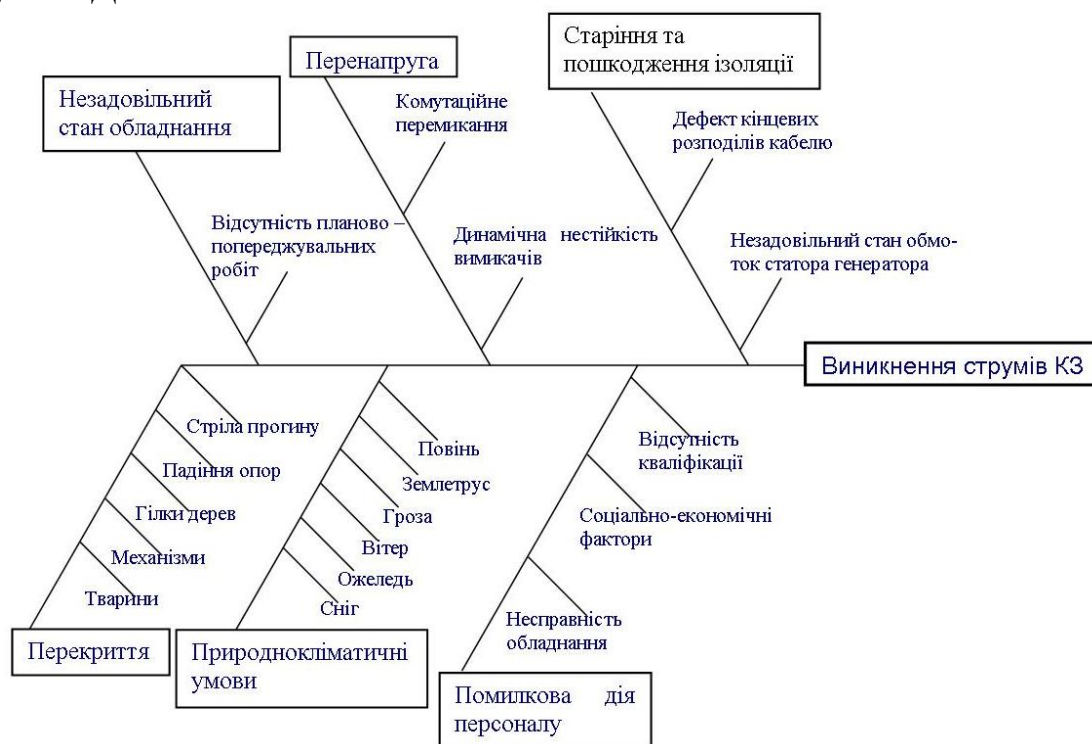 Старіння та
пошкодження ізоляції
Перенапруга
Незадовільний
стан обладнання
Комутаційне
перемикання
Дефект кінцевих
розподілів кабелю
Відсутність планово –
попереджувальних
робіт
Динамічна нестійкість
вимикачів
Незадовільний стан обмо-
ток статора генератора
Виникнення струмів КЗ
Стріла прогину
Падіння опор
Гілки дерев
Механізми
Тварини
Перекриття
Повінь
Землетрус
Гроза
Вітер
Ожеледь
Сніг
Природнокліматичні
умови
Відсутність
кваліфікації
Соціально-економічні
фактори
Несправність
обладнання
Помилкова дія
персоналу